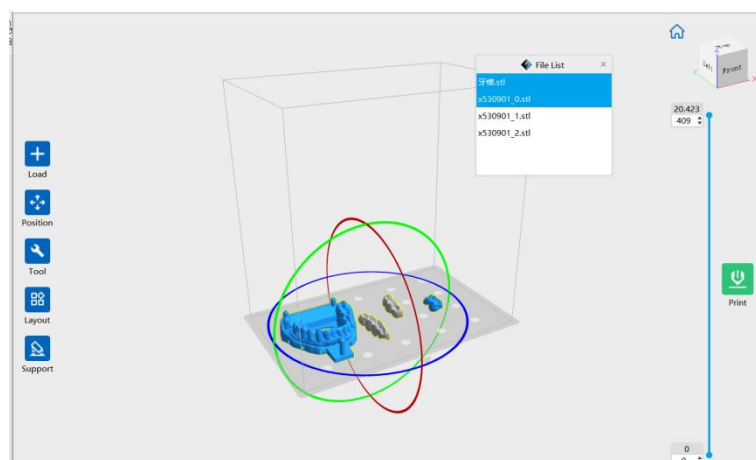 File List
牙模.stl
x530901_0.stl
x530901_1.stl
x530901_2.stl
Left
Front
Z
Y
X
20.423
409
Load
Position
Tool
Layout
Support
Print
0